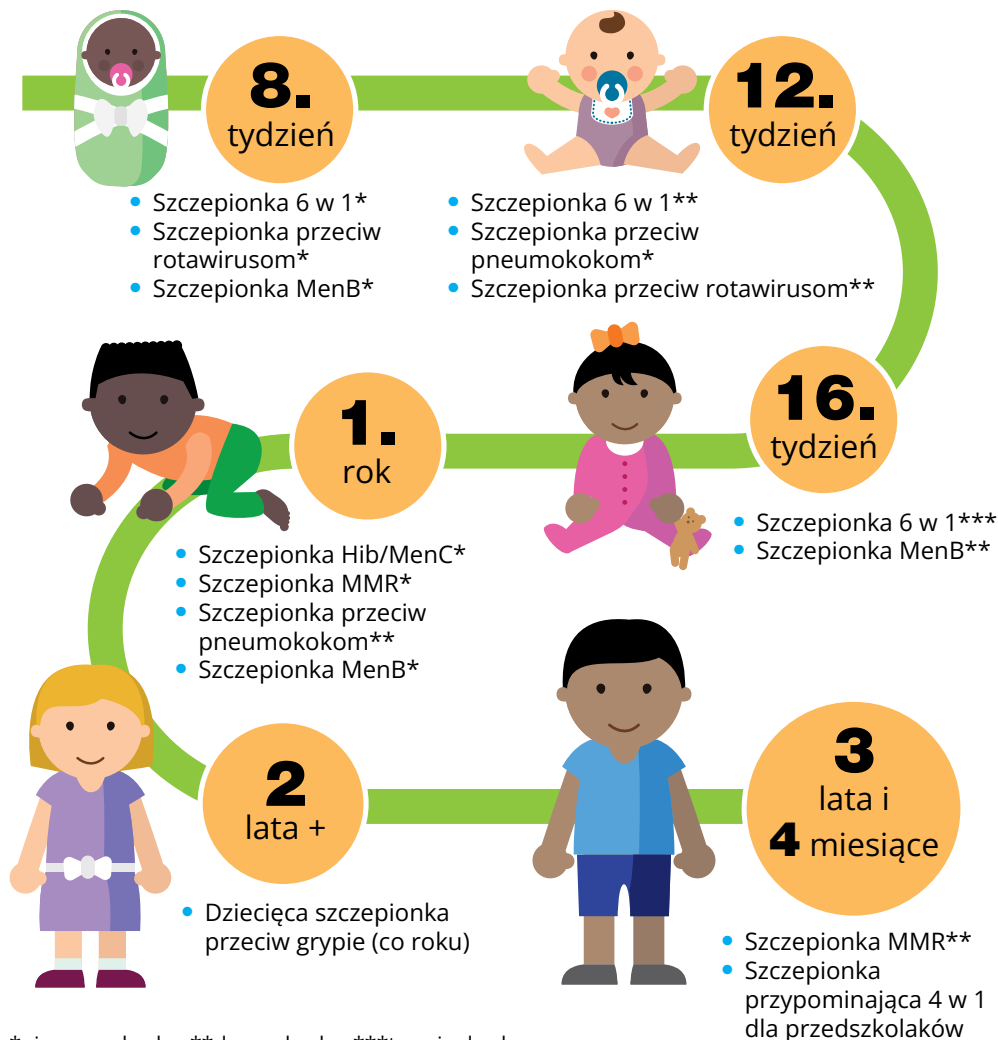 8.
tydzień
12.
tydzień
• Szczepionka 6 w 1*
• Szczepionka przeciw
rotawirusom*
• Szczepionka MenB*
• Szczepionka 6 w 1**
• Szczepionka przeciw
pneumokokom*
• Szczepionka przeciw rotawirusom**
16.
tydzień
• Szczepionka 6 w 1***
• Szczepionka MenB**
1.
rok
• Szczepionka Hib/MenC*
• Szczepionka MMR*
• Szczepionka przeciw
pneumokokom**
• Szczepionka MenB*
2
lata +
• Dziecięca szczepionka
przeciw grypie (co roku)
3
lata i
4 miesiące
• Szczepionka MMR**
• Szczepionka
przypominająca 4 w 1
dla przedszkolaków